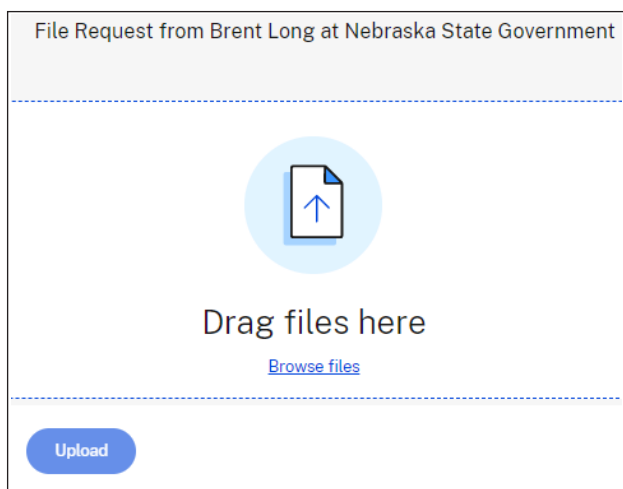 File Request from Brent Long at Nebraska State Government
Drag files here
Browse files
Upload